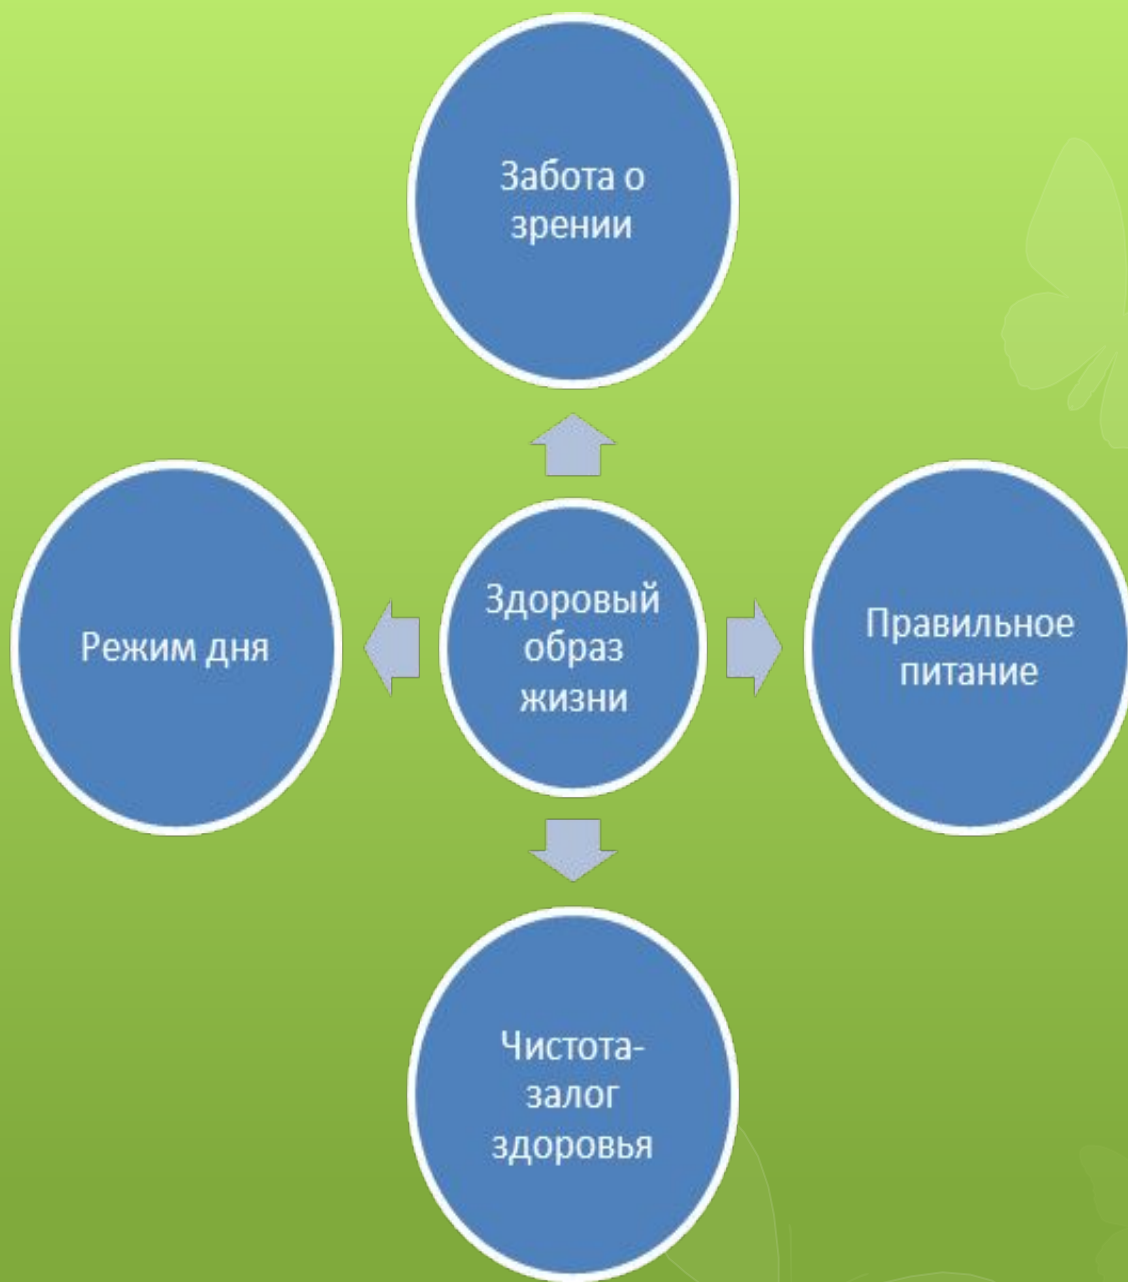 Забота о
зрении
Режим дня
Здоровый
образ
жизни
Правильное
питание
Чистота-
залог
здоровья